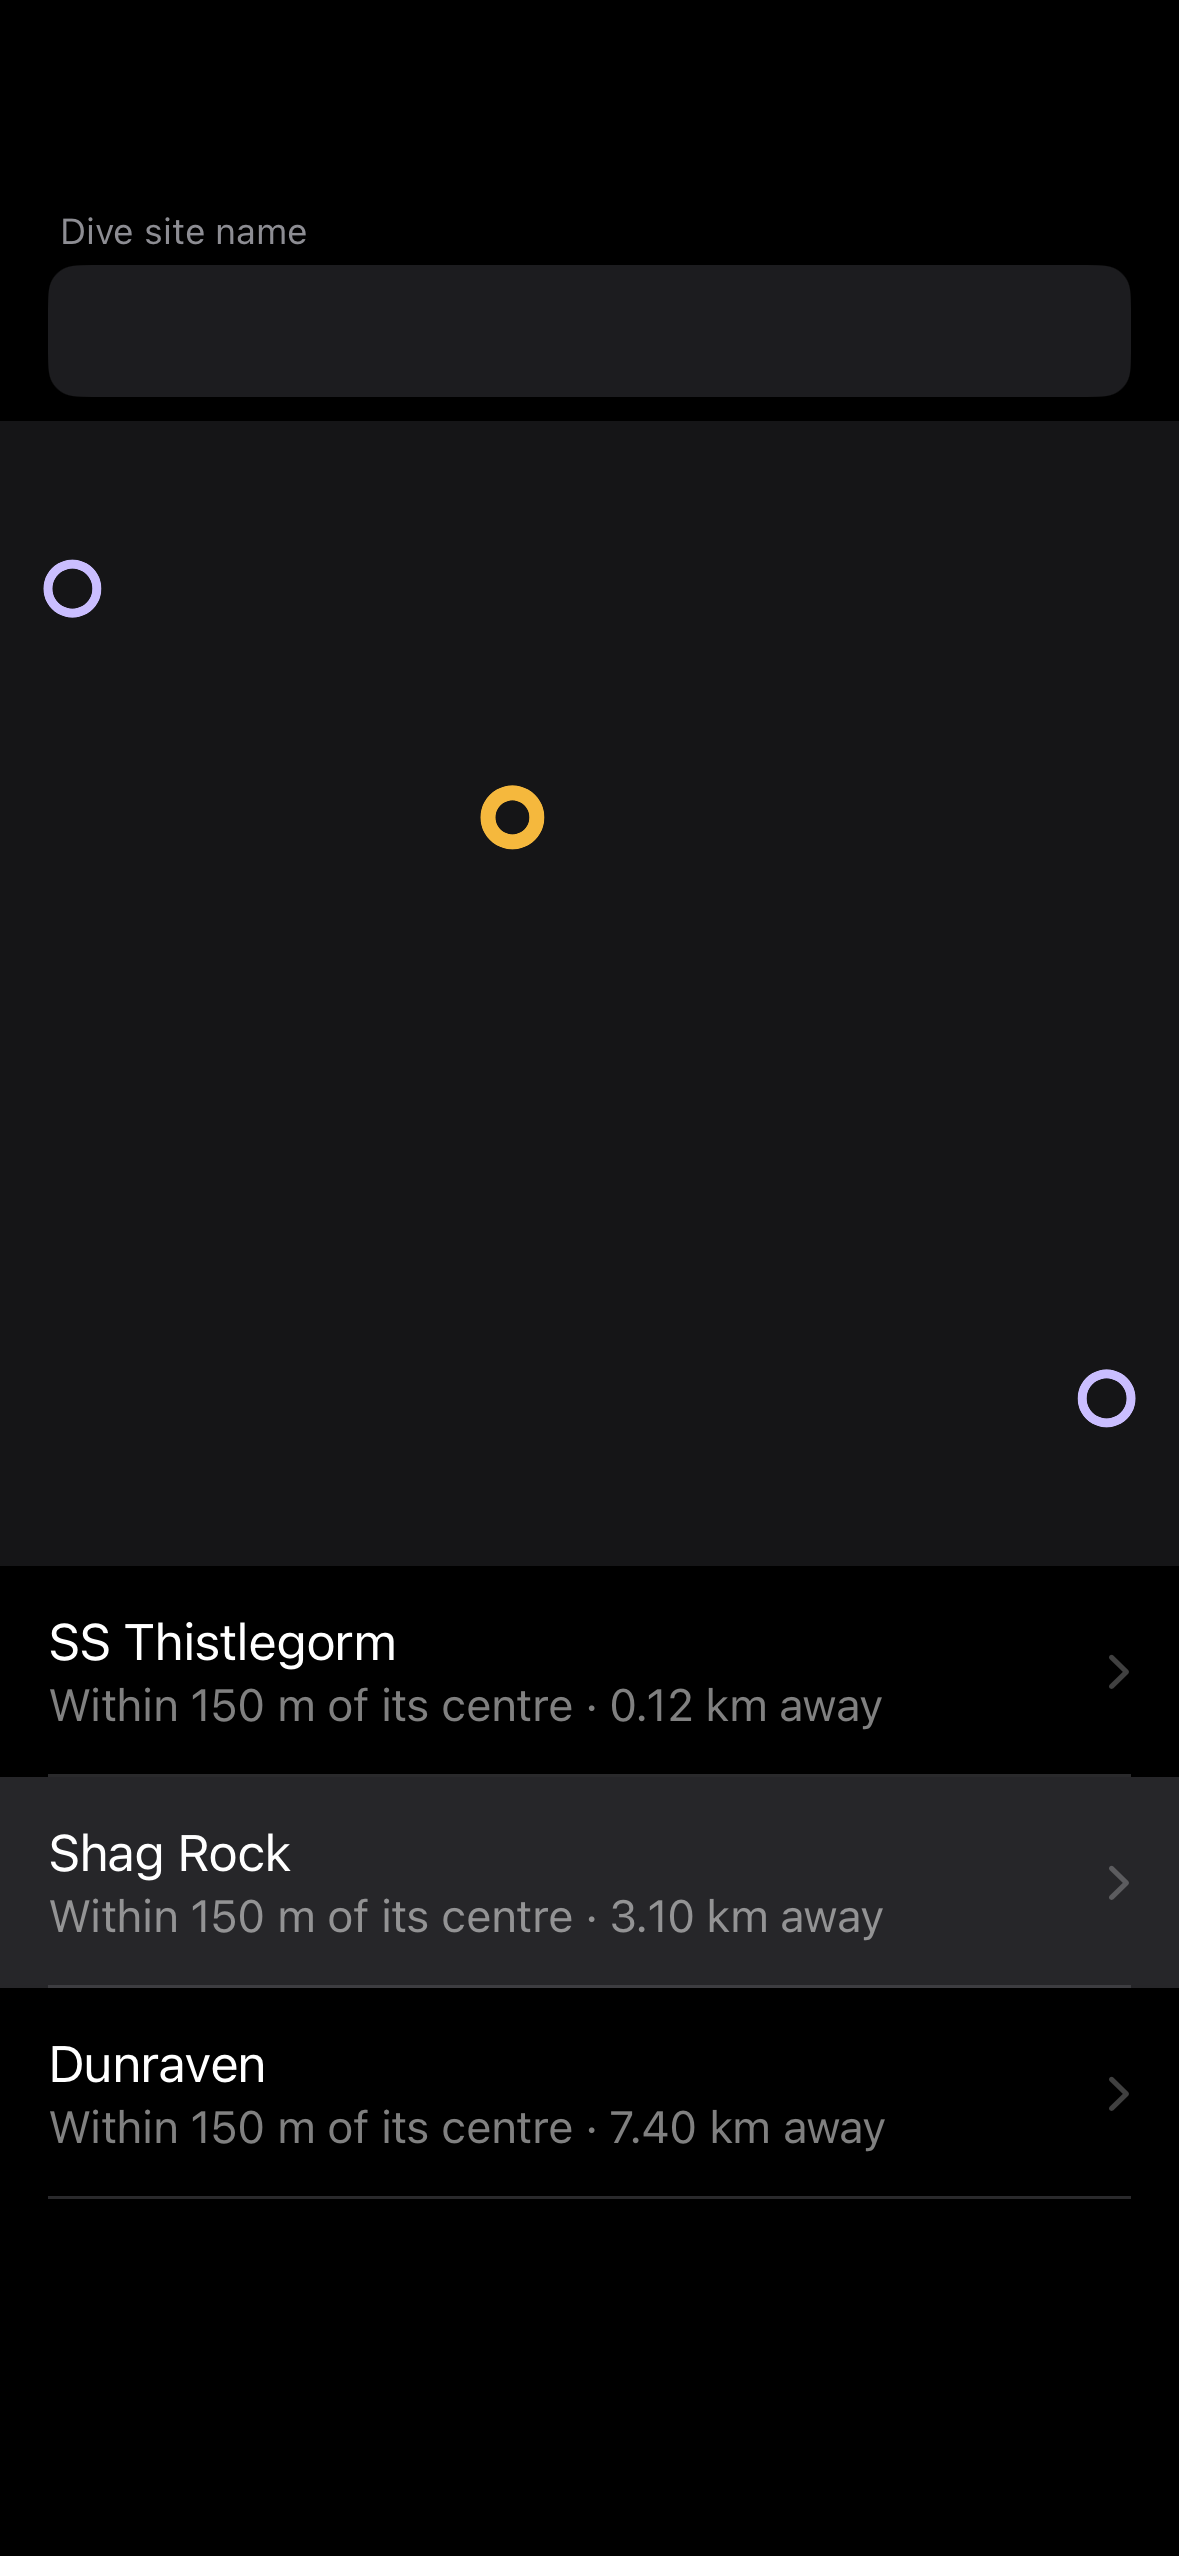 Dive site name
SS Thistlegorm
Within 150 m of its centre · 0.12 km away
Shag Rock
Within 150 m of its centre · 3.10 km away
Dunraven
Within 150 m of its centre · 7.40 km away